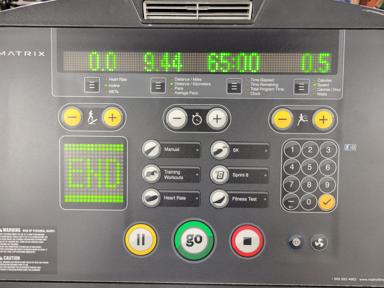 MATRIX
0.0 9.44 65:00 0.5
Heart Rate
Incline
METs
Distance / Miles
Distance / Kilometers
Pace
Average Pace
Time Elapsed
Time Remaining
Total Program Time
Clock
Calories
Speed
Calories / Hour
Watts
END
Manual
5K
Training
Workouts
Sprint 8
Heart Rate
Fitness Test
1 2 3
4 5 6
7 8 9
0
go
WARNING
CAUTION